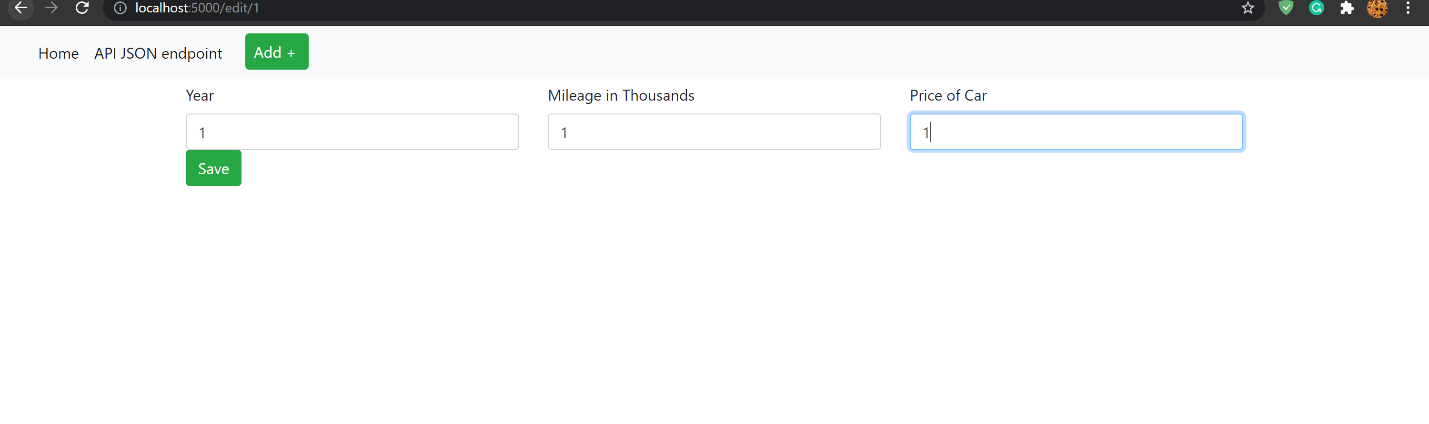 localhost:5000/edit/1
Home API JSON endpoint Add +
Year Mileage in Thousands Price of Car
1 1 1
Save